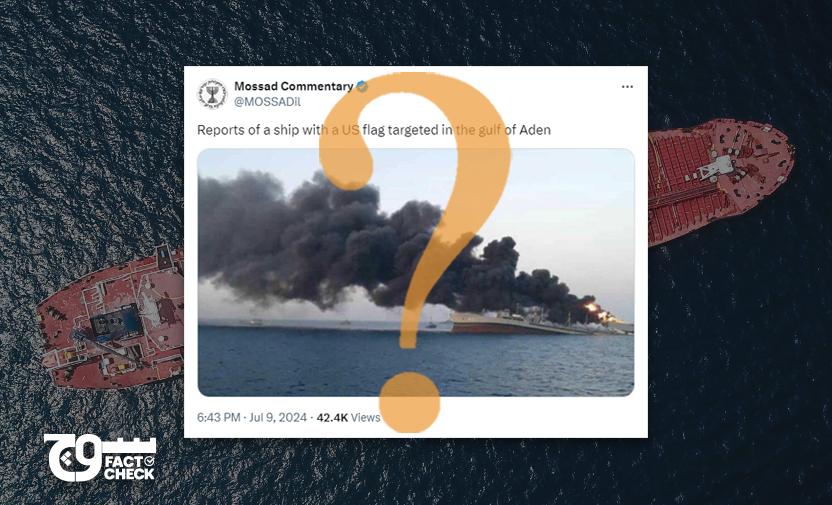 Mossad Commentary
@MOSSADil
Reports of a ship with a US flag targeted in the gulf of Aden
?
6:43 PM · Jul 9, 2024 · 42.4K Views
FACT
CHECK